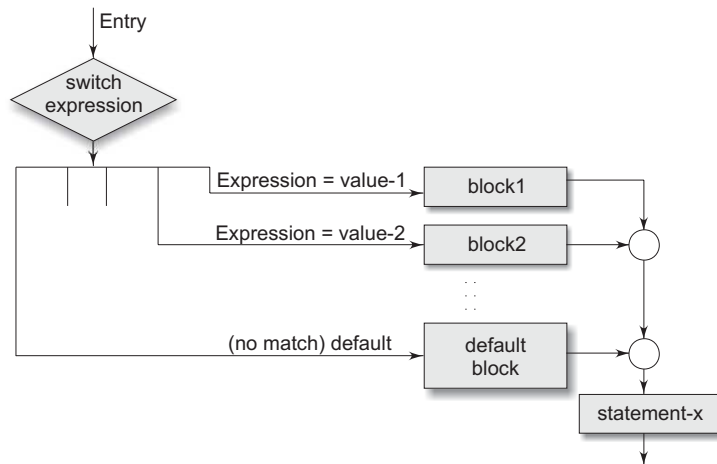 Entry
switch
expression
Expression = value-1
block1
Expression = value-2
block2
(no match) default
default
block
statement-x